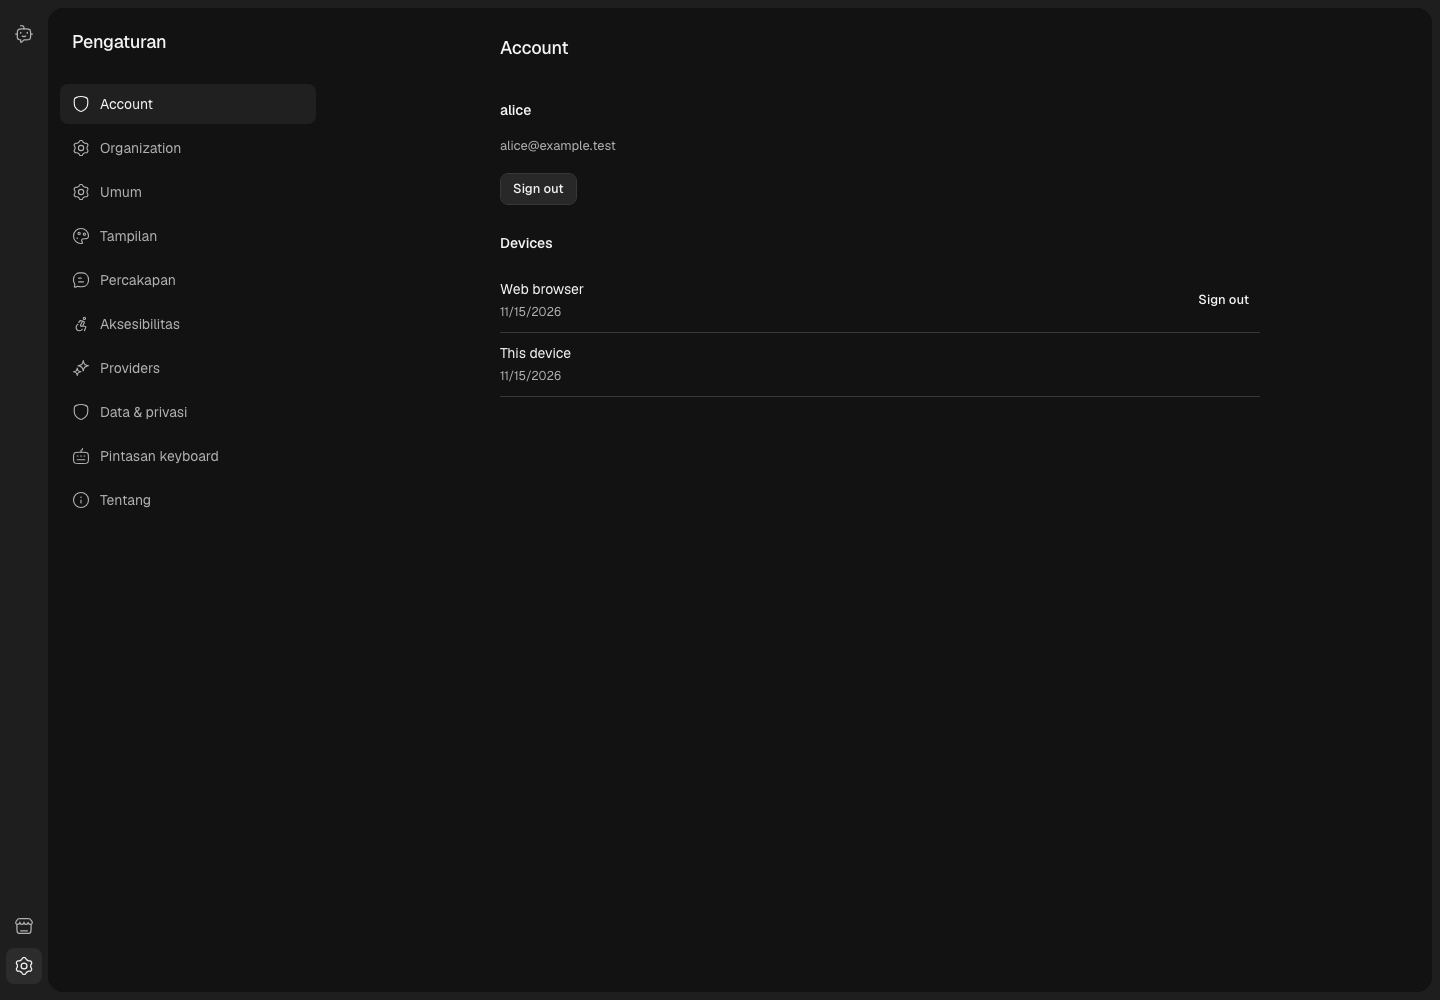 Pengaturan
Account
Organization
Umum
Tampilan
Percakapan
Aksesibilitas
Providers
Data & privasi
Pintasan keyboard
Tentang
Account
alice
alice@example.test
Sign out
Devices
Web browser
11/15/2026
Sign out
This device
11/15/2026